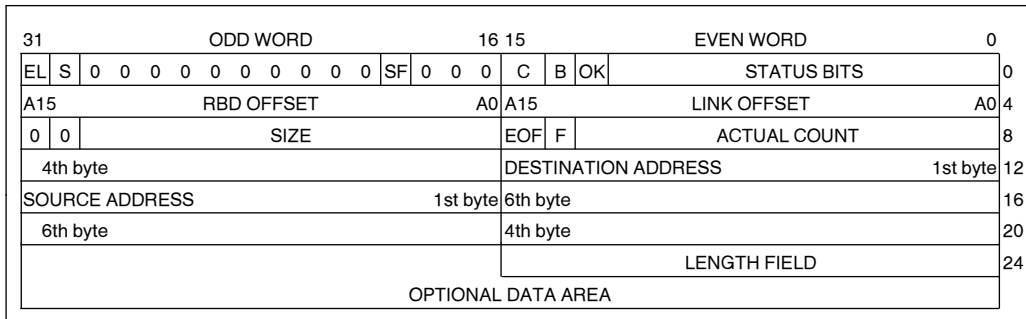 31 ODD WORD 16 15 EVEN WORD 0
EL S 0 0 0 0 0 0 0 0 0 0 SF 0 0 0 C B OK STATUS BITS 0
A15 RBD OFFSET A0 A15 LINK OFFSET A0 4
0 0 SIZE EOF F ACTUAL COUNT 8
4th byte DESTINATION ADDRESS 1st byte 12
SOURCE ADDRESS 1st byte 6th byte 16
6th byte 4th byte 20
LENGTH FIELD 24
OPTIONAL DATA AREA